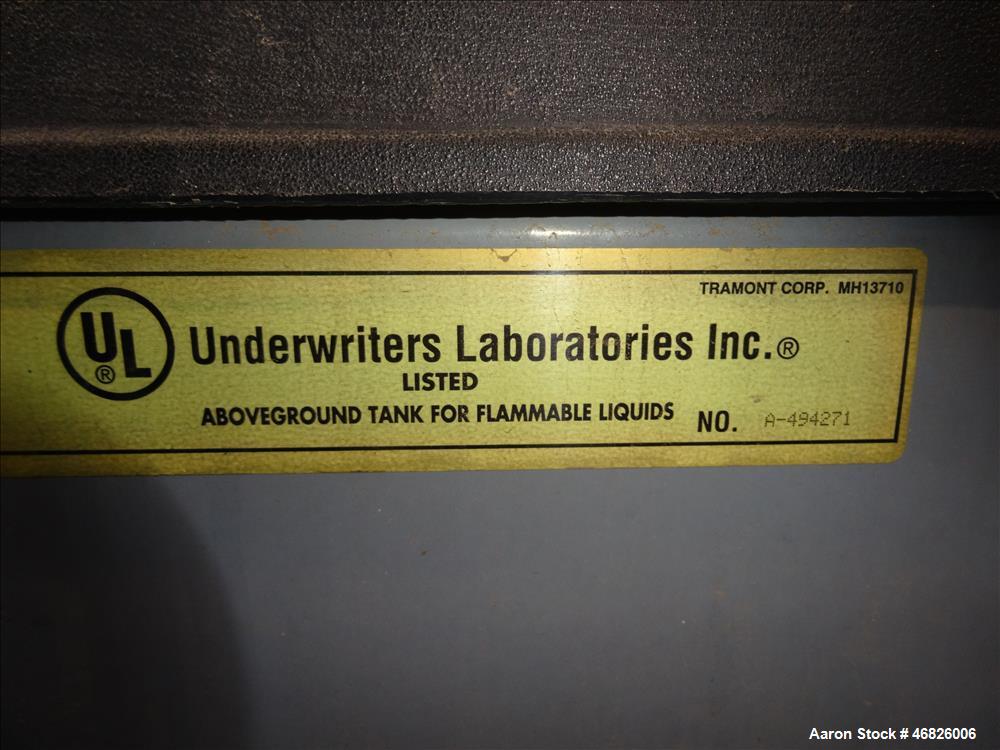 TRAMONT CORP. MH13710
UL®
Underwriters Laboratories Inc.®
LISTED
ABOVEGROUND TANK FOR FLAMMABLE LIQUIDS NO. A-494271
Aaron Stock # 46826006